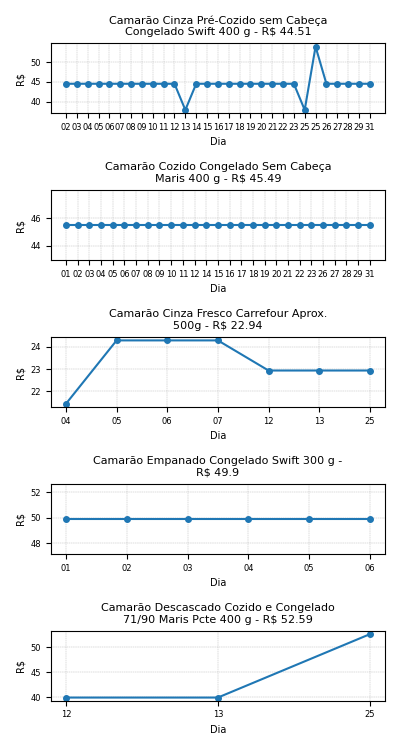 Camarão Cinza Pré-Cozido sem Cabeça
Congelado Swift 400 g - R$ 44.51
50
45
40
R$
02 03 04 05 06 07 08 09 10 11 12 13 14 15 16 17 18 19 20 21 22 23 24 25 26 27 28 29 31
Dia
Camarão Cozido Congelado Sem Cabeça
Maris 400 g - R$ 45.49
46
44
R$
01 02 03 04 05 06 07 08 09 10 11 12 14 15 16 17 18 19 20 21 22 23 26 27 28 29 31
Dia
Camarão Cinza Fresco Carrefour Aprox.
500g - R$ 22.94
24
23
22
R$
04 05 06 07 12 13 25
Dia
Camarão Empanado Congelado Swift 300 g -
R$ 49.9
52
50
48
R$
01 02 03 04 05 06
Dia
Camarão Descascado Cozido e Congelado
71/90 Maris Pcte 400 g - R$ 52.59
50
45
40
R$
12 13 25
Dia